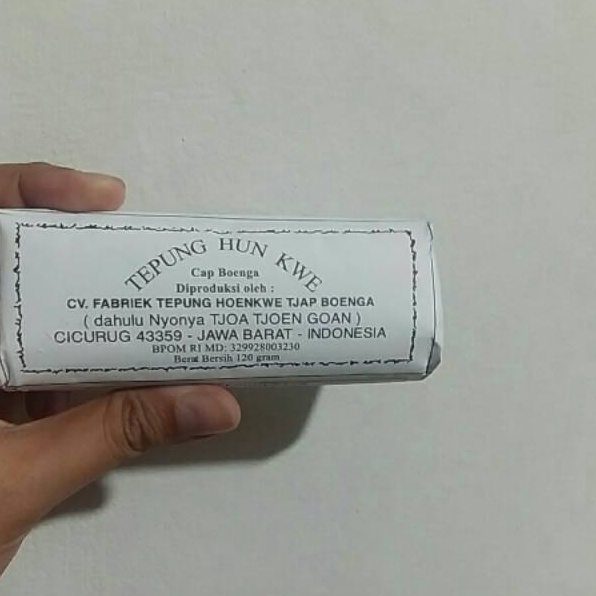 TEPUNG HUN KWE
Cap Boenga
Diproduksi oleh :
CV. FABRIEK TEPUNG HOENKWE TJAP BOENGA
( dahulu Nyonya TJOA TJOEN GOAN )
CICURUG 43359 - JAWA BARAT - INDONESIA
BPOM RI MD: 329928003230
Berat Bersih 120 gram